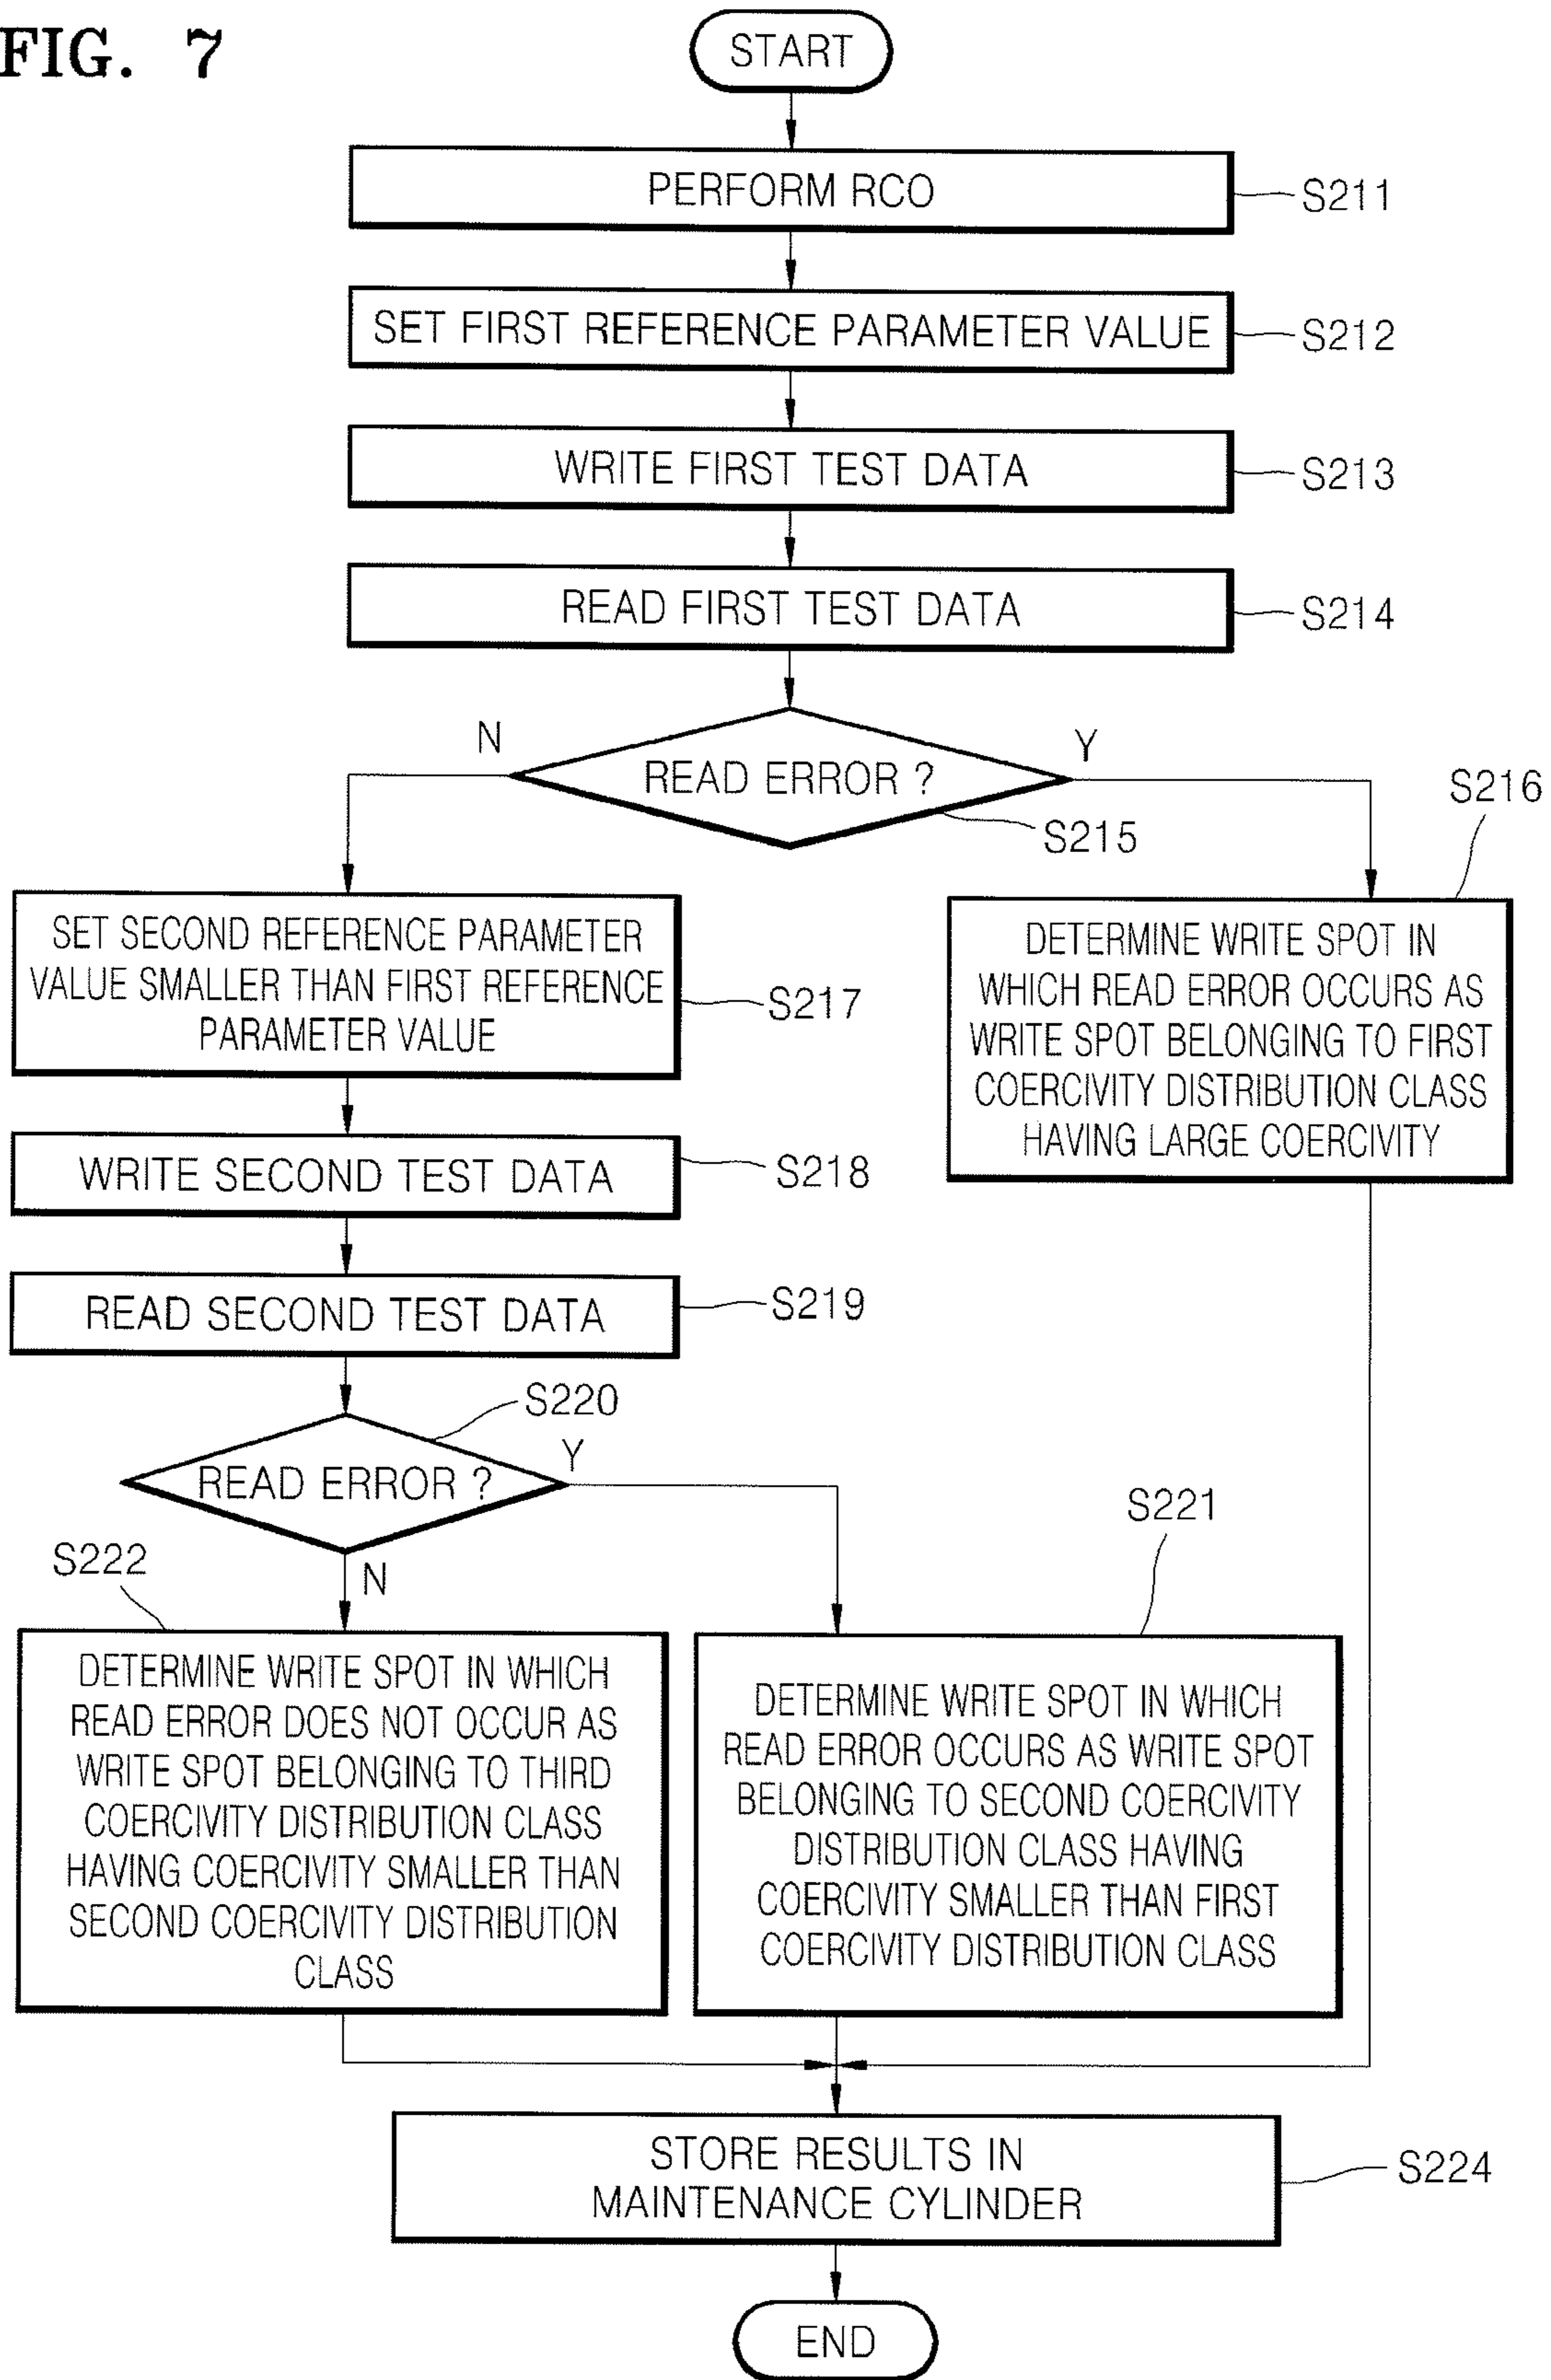 FIG. 7
START
PERFORM RCO
S211
SET FIRST REFERENCE PARAMETER VALUE
S212
WRITE FIRST TEST DATA
S213
READ FIRST TEST DATA
S214
N
Y
READ ERROR ?
S215
S216
DETERMINE WRITE SPOT IN
WHICH READ ERROR OCCURS AS
WRITE SPOT BELONGING TO FIRST
COERCIVITY DISTRIBUTION CLASS
HAVING LARGE COERCIVITY
SET SECOND REFERENCE PARAMETER
VALUE SMALLER THAN FIRST REFERENCE
PARAMETER VALUE
S217
WRITE SECOND TEST DATA
S218
READ SECOND TEST DATA
S219
S220
READ ERROR ?
Y
N
S222
S221
DETERMINE WRITE SPOT IN WHICH
READ ERROR DOES NOT OCCUR AS
WRITE SPOT BELONGING TO THIRD
COERCIVITY DISTRIBUTION CLASS
HAVING COERCIVITY SMALLER THAN
SECOND COERCIVITY DISTRIBUTION
CLASS
DETERMINE WRITE SPOT IN WHICH
READ ERROR OCCURS AS WRITE SPOT
BELONGING TO SECOND COERCIVITY
DISTRIBUTION CLASS HAVING
COERCIVITY SMALLER THAN FIRST
COERCIVITY DISTRIBUTION CLASS
STORE RESULTS IN
MAINTENANCE CYLINDER
S224
END